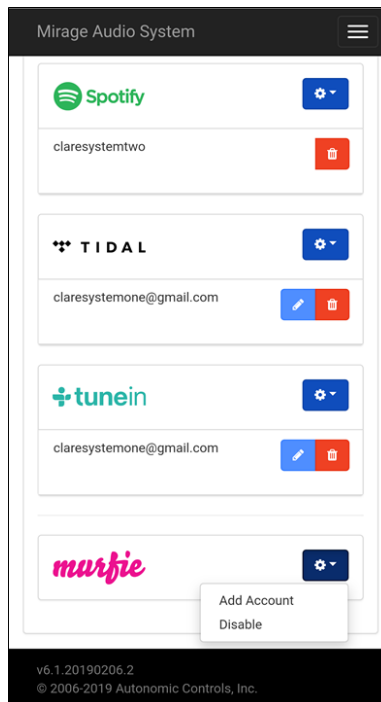 Mirage Audio System
Spotify
claresystemtwo
TIDAL
claresystemone@gmail.com
tunein
claresystemone@gmail.com
murfie
Add Account
Disable
v6.1.20190206.2
© 2006-2019 Autonomic Controls, Inc.